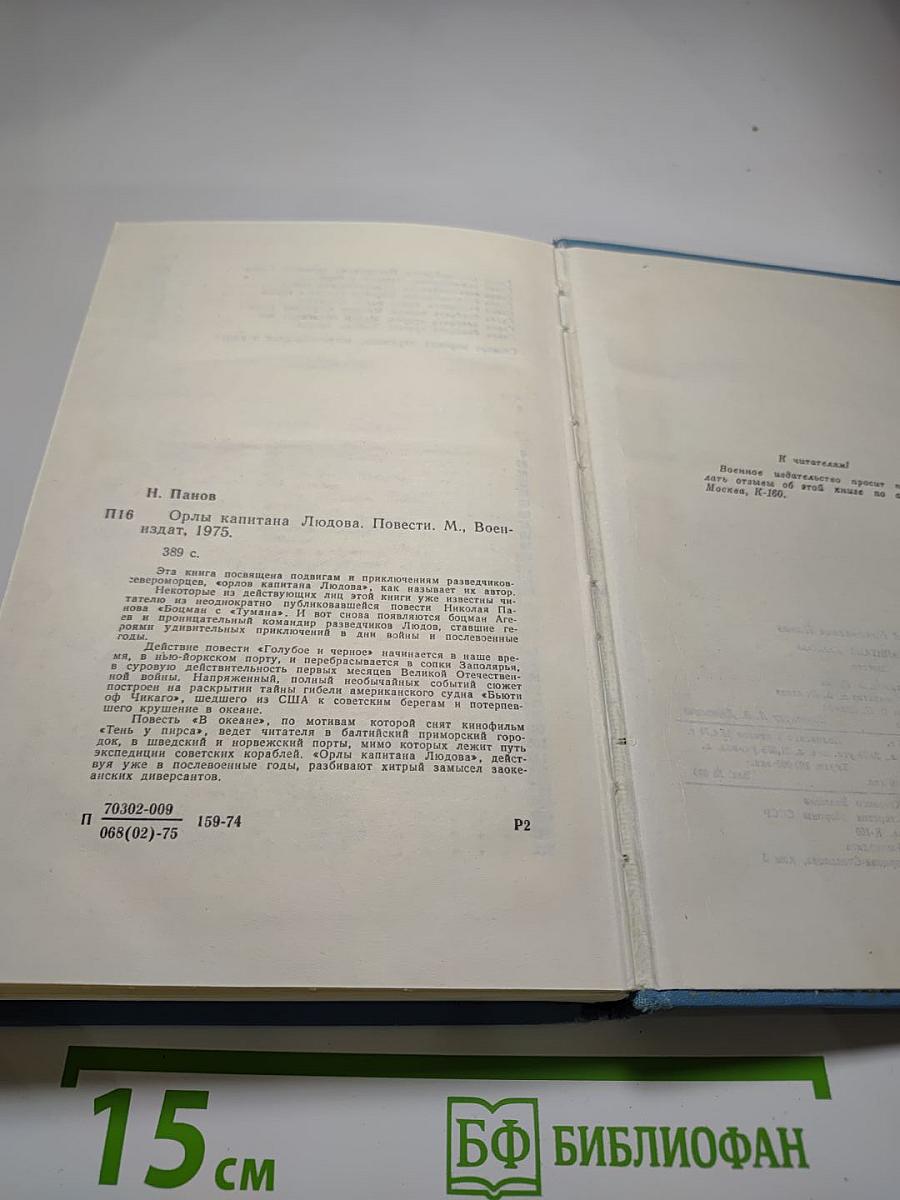 Н. Панов
П16 Орлы капитана Людова. Повести. М., Воен-
издат, 1975.
389 с.
Эта книга посвящена подвигам и приключениям разведчиков-
североморцев, «орлов капитана Людова», как называет их автор.
Некоторые из действующих лиц этой книги уже известны чи-
тателю из неоднократно публиковавшейся повести Николая Па-
нова «Боцман с «Тумана». И вот снова появляются боцман Аге-
ев и проницательный командир разведчиков Людов, ставшие ге-
роями удивительных приключений в дни войны и послевоенные
годы.
Действие повести «Голубое и черное» начинается в наше вре-
мя, в нью-йоркском порту, и перебрасывается в сопки Заполярья,
в суровую действительность первых месяцев Великой Отечествен-
ной войны. Напряженный, полный необычайных событий сюжет
построен на раскрытии тайны гибели американского судна «Бьюти
оф Чикаго», шедшего из США к советским берегам и потерпев-
шего крушение в океане.
Повесть «В океане», по мотивам которой снят кинофильм
«Тень у пирса», ведет читателя в балтийский приморский горо-
док, в шведский и норвежский порты, мимо которых лежит путь
экспедиции советских кораблей. «Орлы капитана Людова», дейст-
вуя уже в послевоенные годы, разбивают хитрый замысел заоке-
анских диверсантов.
П 70302-009
068(02)-75 159-74 Р2
К читателям!
Военное издательство просит
лать отзывы об этой книге по
Москва, К-160.
15 см
БФ БИБЛИОФАН